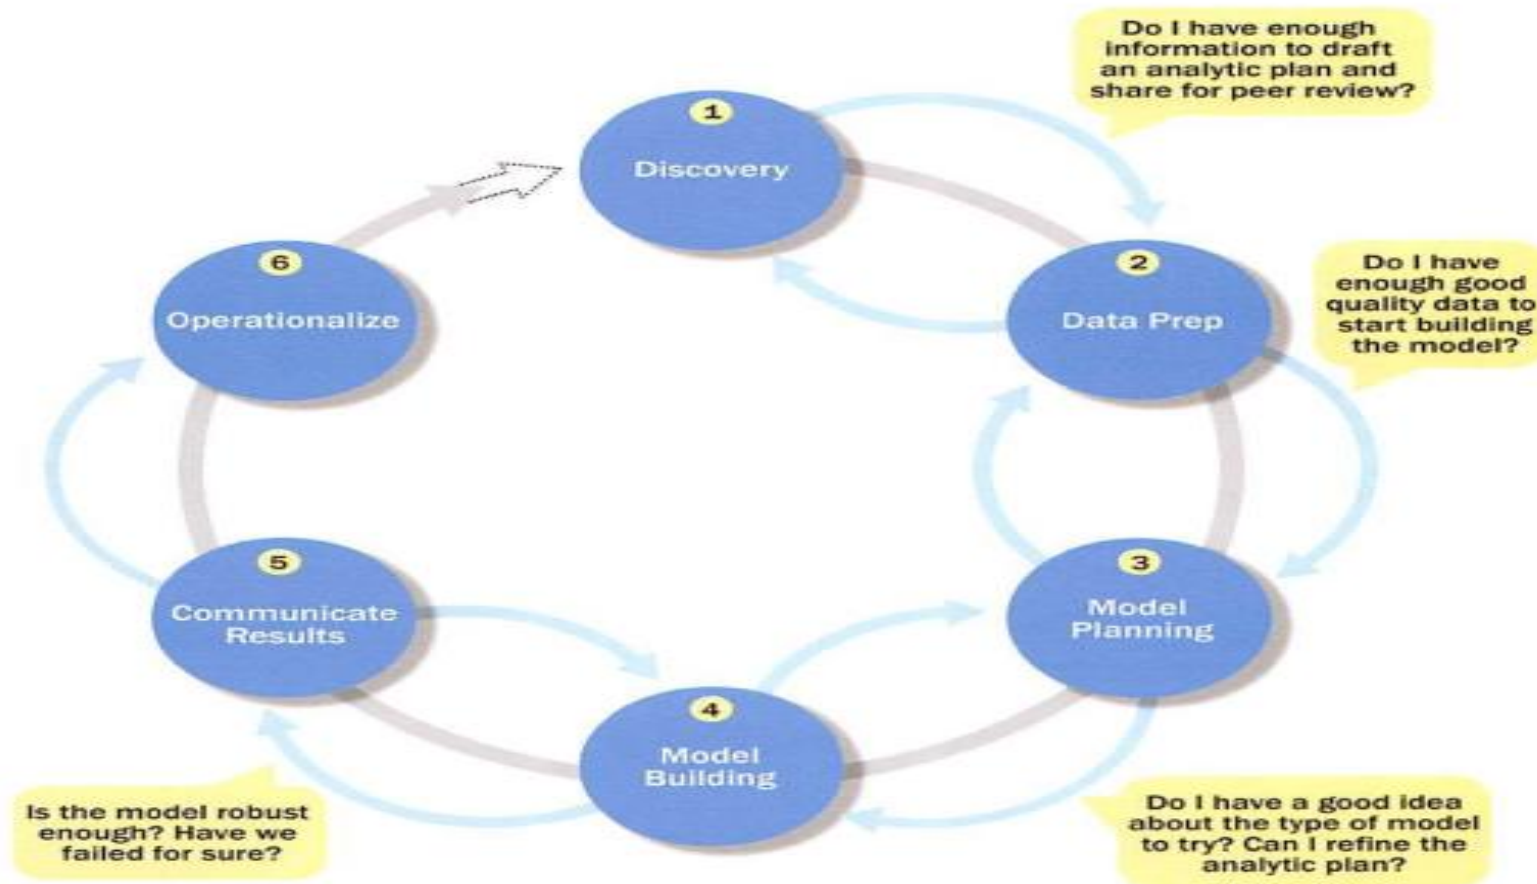 Do I have enough
information to draft
an analytic plan and
share for peer review?
1
Discovery
2
Data Prep
Do I have
enough good
quality data to
start building
the model?
3
Model
Planning
Do I have a good idea
about the type of model
to try? Can I refine the
analytic plan?
4
Model
Building
Is the model robust
enough? Have we
failed for sure?
5
Communicate
Results
6
Operationalize